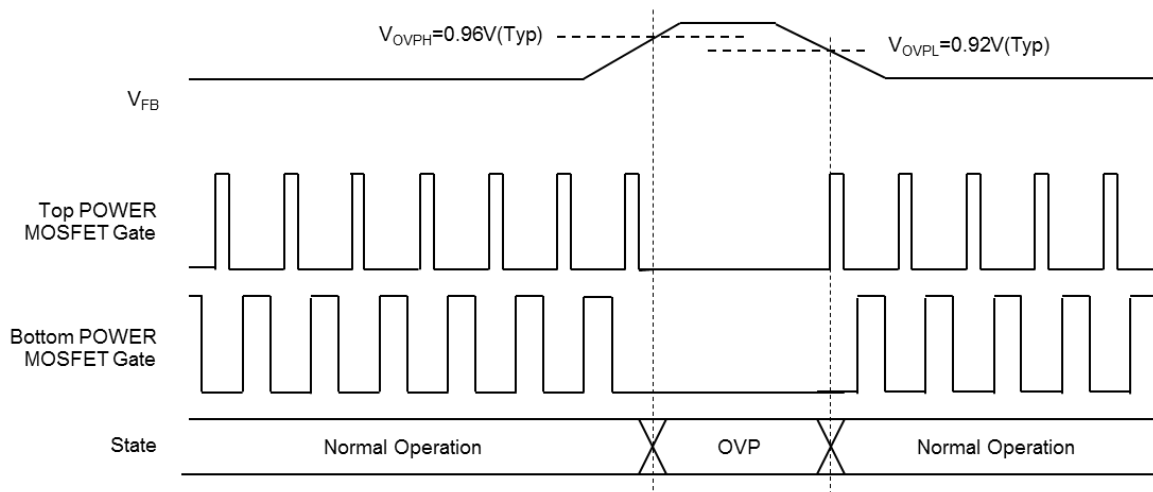 VOVPH=0.96V(Typ)
VOVPL=0.92V(Typ)
VFB
Top POWER
MOSFET Gate
Bottom POWER
MOSFET Gate
State
Normal Operation
OVP
Normal Operation